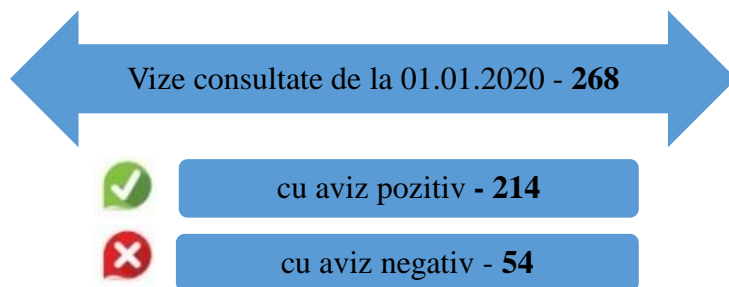 Vize consultate de la 01.01.2020 - 268
cu aviz pozitiv - 214
cu aviz negativ - 54